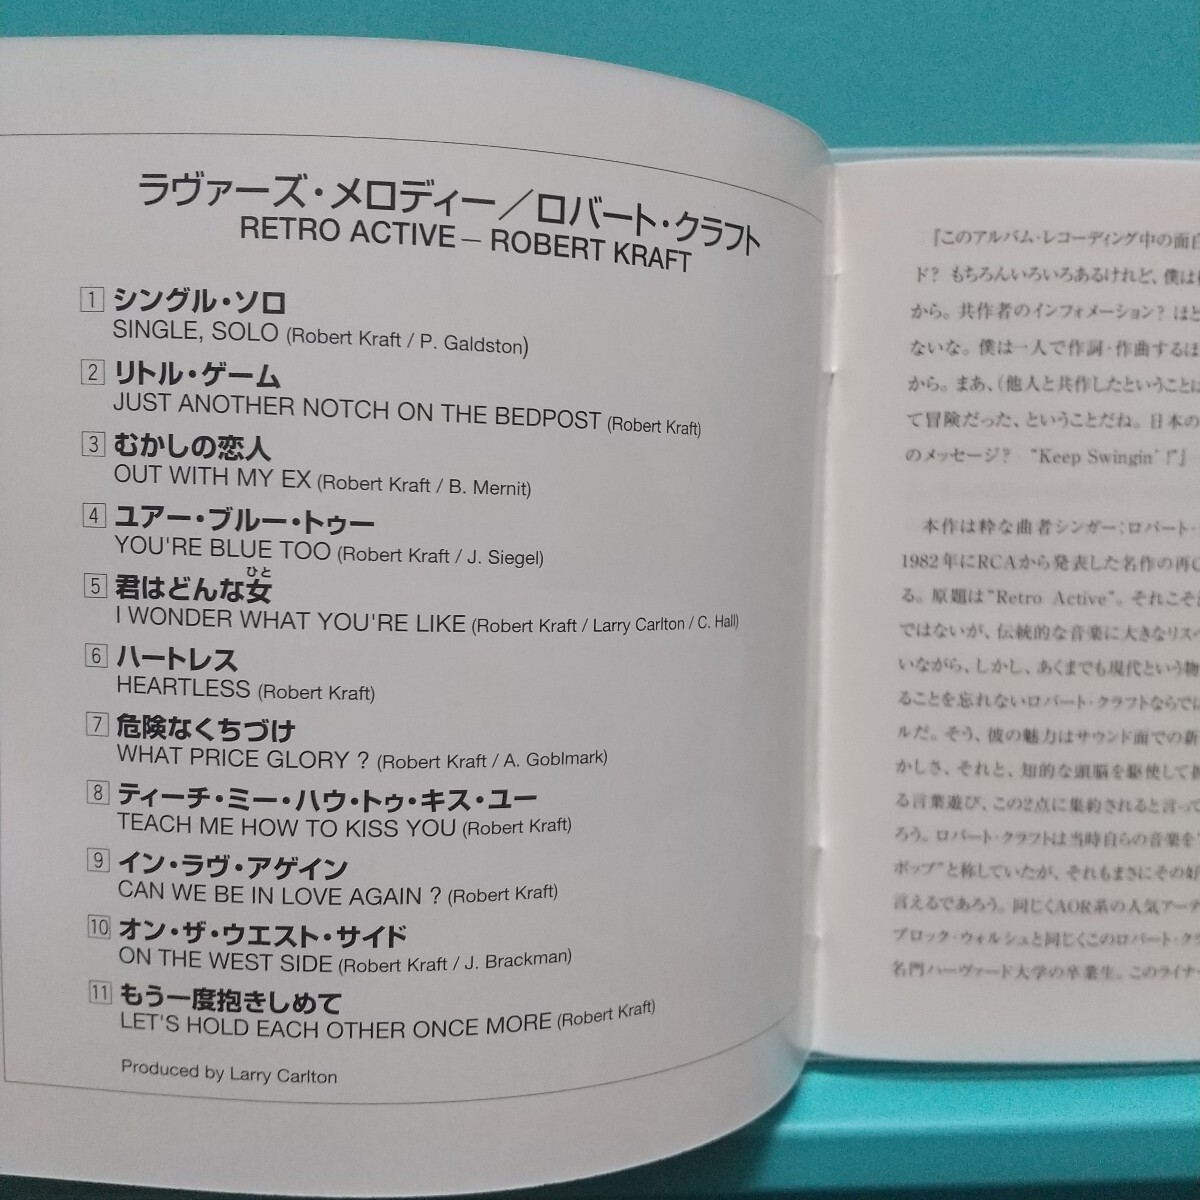 ラヴァーズ・メロディー／ロバート・クラフト
RETRO ACTIVE – ROBERT KRAFT
1 シングル・ソロ
SINGLE, SOLO (Robert Kraft / P. Galdston)
2 リトル・ゲーム
JUST ANOTHER NOTCH ON THE BEDPOST (Robert Kraft)
3 むかしの恋人
OUT WITH MY EX (Robert Kraft / B. Mernit)
4 ユアー・ブルー・トゥー
YOU'RE BLUE TOO (Robert Kraft / J. Siegel)
ひと
5 君はどんな女
I WONDER WHAT YOU'RE LIKE (Robert Kraft / Larry Carlton / C. Hall)
6 ハートレス
HEARTLESS (Robert Kraft)
7 危険なくちづけ
WHAT PRICE GLORY ? (Robert Kraft / A. Goblmark)
8 ティーチ・ミー・ハウ・トゥ・キス・ユー
TEACH ME HOW TO KISS YOU (Robert Kraft)
9 イン・ラヴ・アゲイン
CAN WE BE IN LOVE AGAIN ? (Robert Kraft)
10 オン・ザ・ウエスト・サイド
ON THE WEST SIDE (Robert Kraft / J. Brackman)
11 もう一度抱きしめて
LET'S HOLD EACH OTHER ONCE MORE (Robert Kraft)
Produced by Larry Carlton
『このアルバム・レコーディング中の面白
ド? もちろんいろいろあるけれど、僕は
から。共作者のインフォメーション? ほと
ないな。僕は一人で作詞・作曲するほ
から。まあ、(他人と共作したということは
て冒険だった、ということだね。日本の
のメッセージ? "Keep Swingin' !"』
本作は粋な曲者シンガー：ロバート・
1982年にRCAから発表した名作の再C
る。原題は"Retro Active"。それこそ
ではないが、伝統的な音楽に大きなリスペ
いながら、しかし、あくまでも現代という物
ることを忘れないロバート・クラフトならでは
ルだ。そう、彼の魅力はサウンド面での新
かしさ、それと、知的な頭脳を駆使して
る言葉遊び、この2点に集約されると言って
ろう。ロバート・クラフトは当時自らの音楽を
ポップ"と称していたが、それもまさにその好
言えるであろう。同じくAOR系の人気アーテ
ブロック・ウォルシュと同じくこのロバート・クラ
名門ハーヴァード大学の卒業生。このライナー